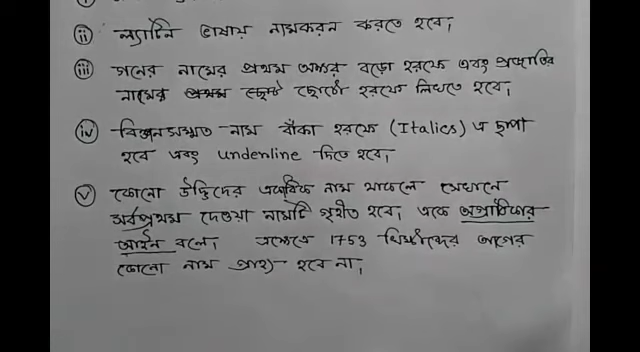 (ii) ল্যাটিন ভাষায় নামকরন করতে হবে।
(iii) গনের নামের প্রথম অক্ষর বড়ো হরফে এবং প্রজাতির
নামের প্রথম ছোটো হরফে লিখতে হবে।
(iv) বিজ্ঞানসম্মত নাম বাঁকা হরফে (Italics) এ ছাপা
হবে এবং underline দিতে হবে।
(v) কোনো উদ্ভিদের একাধিক নাম থাকলে সেখানে
সর্বপ্রথম দেওয়া নামটি গৃহীত হবে। একে অগ্রাধিকার
আইন বলে। এক্ষেত্রে 1753 খ্রিস্টাব্দের আগের
কোনো নাম গ্রাহ্য হবে না।